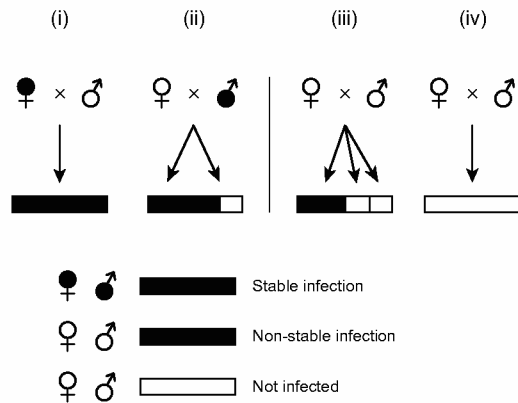 (i) (ii) (iii) (iv)
♀ × ♂ ♀ × ♂ ♀ × ♂ ♀ × ♂
♀ ♂ Stable infection
♀ ♂ Non-stable infection
♀ ♂ Not infected